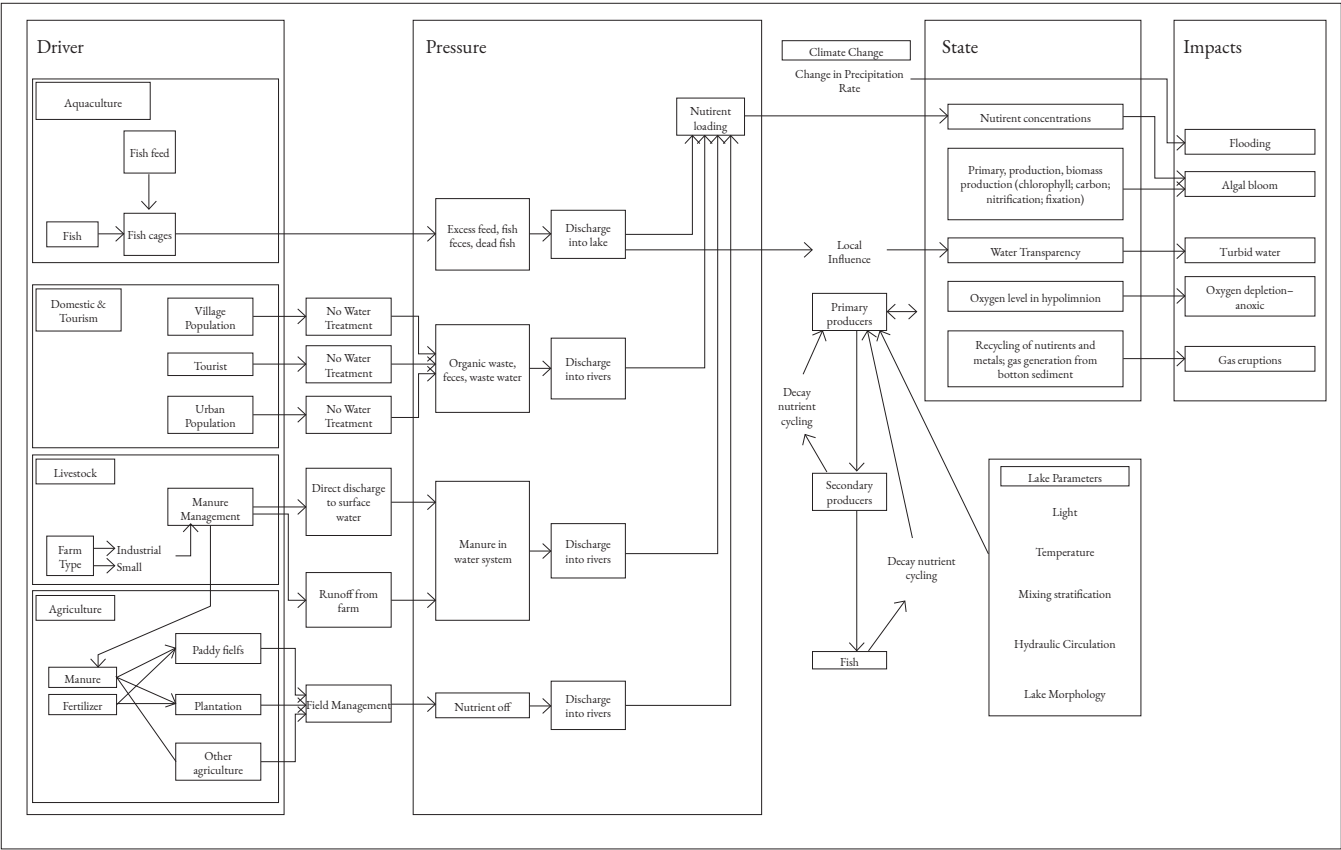 Driver
Aquaculture
Fish feed
Fish
Fish cages
Domestic &
Tourism
Village
Population
Tourist
Urban
Population
Livestock
Manure
Management
Farm
Type
Industrial
Small
Agriculture
Manure
Fertilizer
Paddy fielfs
Plantation
Other
agriculture
No Water
Treatment
No Water
Treatment
No Water
Treatment
Direct discharge
to surface
water
Runoff from
farm
Field Management
Pressure
Nutirent
loading
Excess feed, fish
feces, dead fish
Discharge
into lake
Organic waste,
feces, waste water
Discharge
into rivers
Manure in
water system
Discharge
into rivers
Nutrient off
Discharge
into rivers
Climate Change
Change in Precipitation
Rate
Local
Influence
Primary
producers
Decay
nutrient
cycling
Secondary
producers
Decay nutrient
cycling
Fish
State
Nutirent concentrations
Primary, production, biomass
production (chlorophyll; carbon;
nitrification; fixation)
Water Transparency
Oxygen level in hypolimnion
Recycling of nutirents and
metals; gas generation from
botton sediment
Impacts
Flooding
Algal bloom
Turbid water
Oxygen depletion–
anoxic
Gas eruptions
Lake Parameters
Light
Temperature
Mixing stratification
Hydraulic Circulation
Lake Morphology